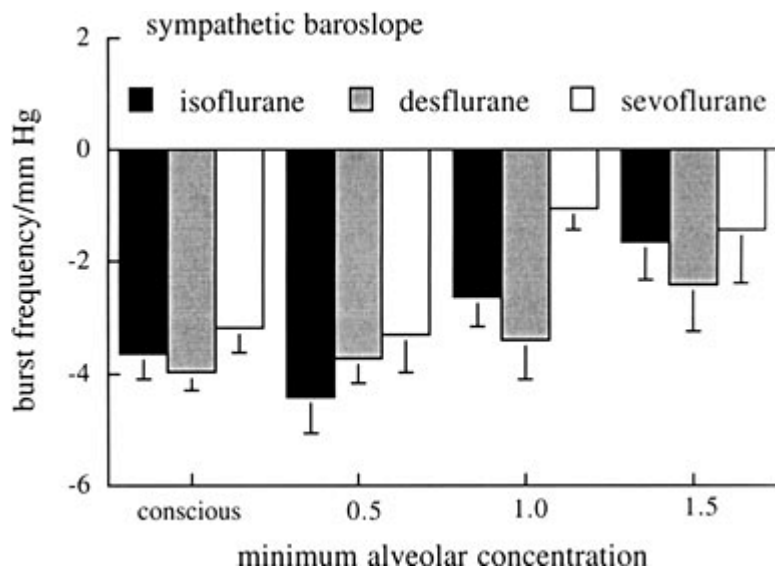 sympathetic baroslope
isoflurane desflurane sevoflurane
burst frequency/mm Hg
2
0
-2
-4
-6
conscious 0.5 1.0 1.5
minimum alveolar concentration